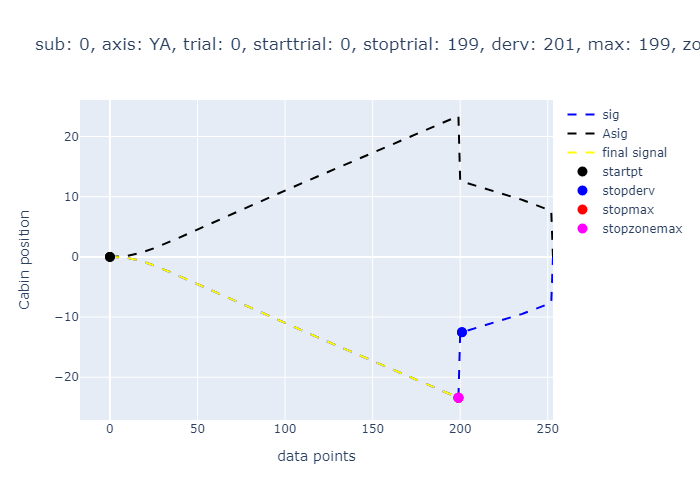 sub: 0, axis: YA, trial: 0, starttrial: 0, stoptrial: 199, derv: 201, max: 199, zo
20
10
0
−10
−20
Cabin position
0
50
100
150
200
250
data points
sig
Asig
final signal
startpt
stopderv
stopmax
stopzonemax